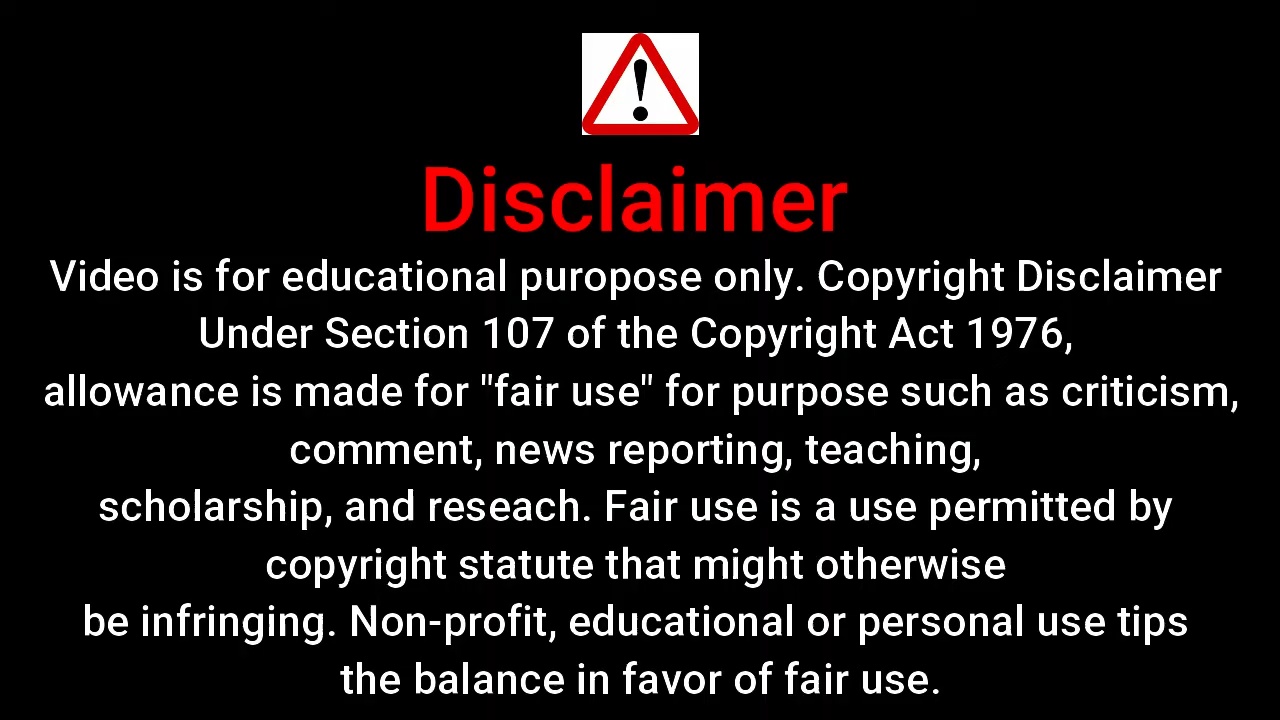 Disclaimer
Video is for educational puropose only. Copyright Disclaimer
Under Section 107 of the Copyright Act 1976,
allowance is made for "fair use" for purpose such as criticism,
comment, news reporting, teaching,
scholarship, and reseach. Fair use is a use permitted by
copyright statute that might otherwise
be infringing. Non-profit, educational or personal use tips
the balance in favor of fair use.